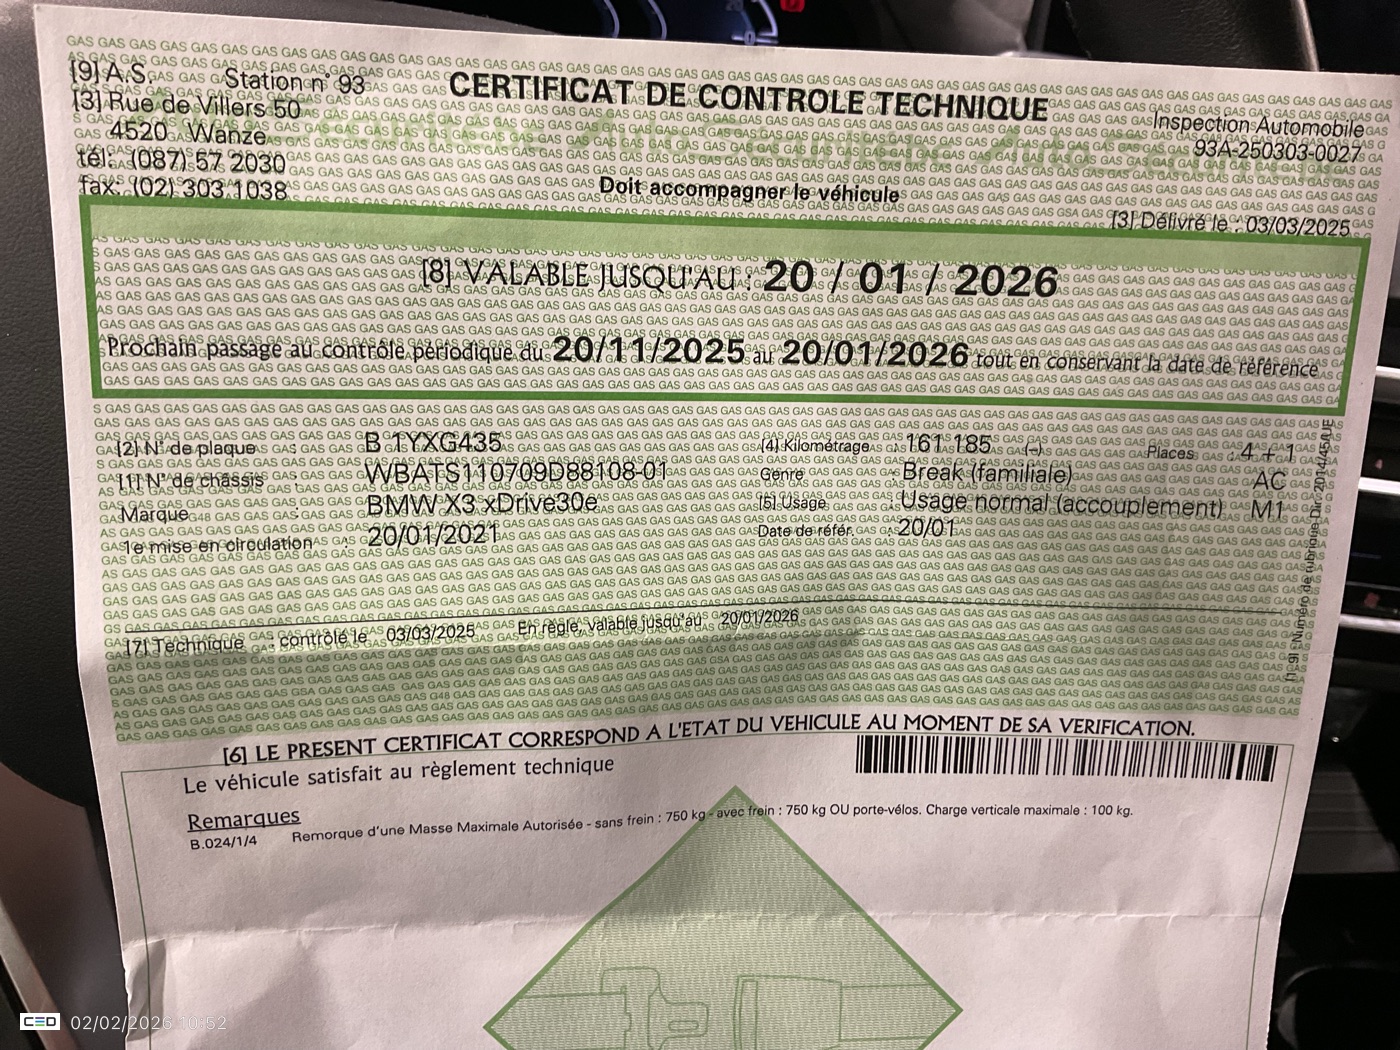 [9] A.S. Station n° 93
CERTIFICAT DE CONTROLE TECHNIQUE
[3] Rue de Villers 50
4520 Wanze
tél: (087) 57 2030
fax: (02) 303 1038
Inspection Automobile
93A-250303-0027
Doit accompagner le véhicule
[3] Délivré le : 03/03/2025
[8] VALABLE JUSQU'AU : 20 / 01 / 2026
Prochain passage au contrôle périodique du 20/11/2025 au 20/01/2026 tout en conservant la date de référence
[2] N° de plaque : B 1YXG435
[1] N° de châssis : WBATS110709D88108-01
Marque : BMW X3 xDrive30e
1e mise en circulation : 20/01/2021
[4] Kilométrage : 161 185 (-) Places : 4 + 1
Genre : Break (familiale) AC
[5] Usage : Usage normal (accouplement) M1
Date de référ. : 20/01
[7] Technique : contrôlé le 03/03/2025 En règle, valable jusqu'au 20/01/2026
[6] LE PRESENT CERTIFICAT CORRESPOND A L'ETAT DU VEHICULE AU MOMENT DE SA VERIFICATION.
Le véhicule satisfait au règlement technique
Remarques
B.024/1/4 Remorque d'une Masse Maximale Autorisée - sans frein : 750 kg - avec frein : 750 kg OU porte-vélos. Charge verticale maximale : 100 kg.
CED 02/02/2026 10:52